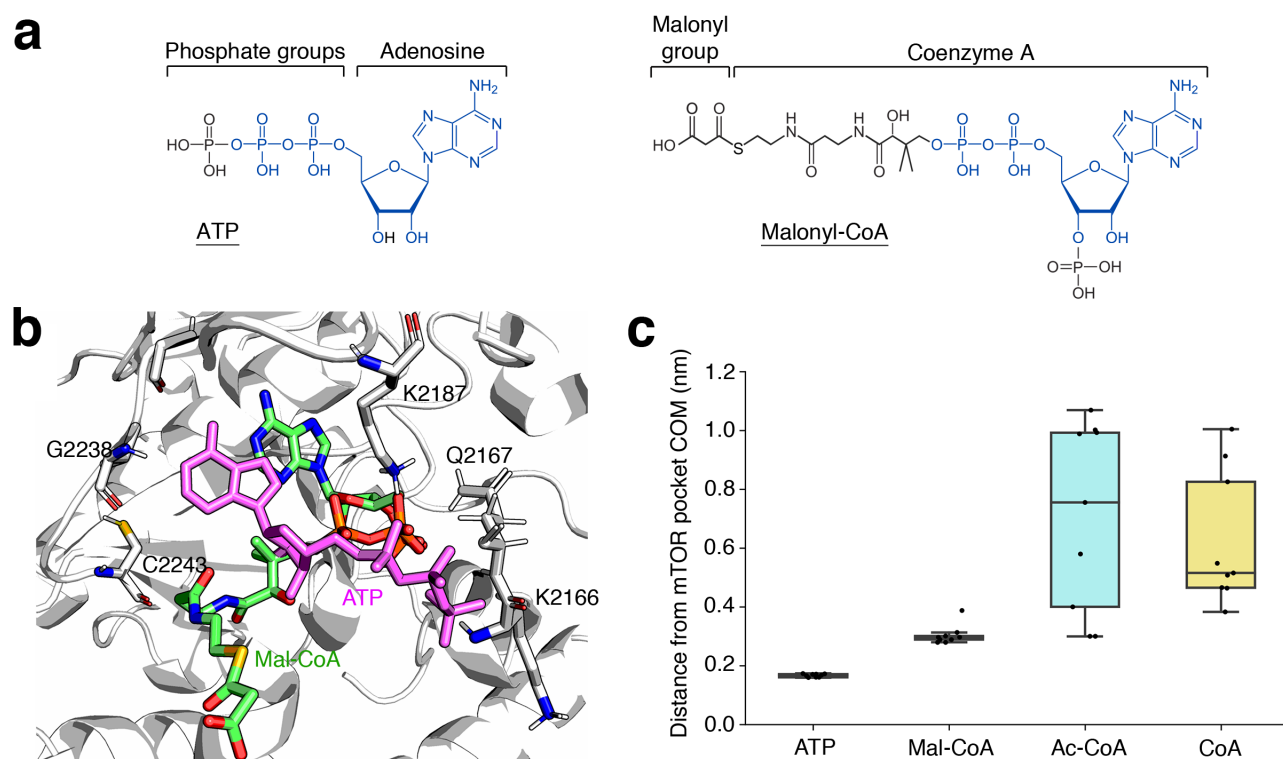 a
Phosphate groups Adenosine
Malonyl
group
Coenzyme A
NH2
N N
N N
O O O
HO P O P O P O
OH OH OH
O
OH OH
ATP
NH2
N N
N N
O O H H OH O O
HO S N N O P O P O
O O OH OH
O
O OH
O P OH
OH
Malonyl-CoA
b
K2187
G2238
Q2167
C2243
ATP
K2166
Mal-CoA
c
Distance from mTOR pocket COM (nm)
1.2
1.0
0.8
0.6
0.4
0.2
0.0
ATP Mal-CoA Ac-CoA CoA